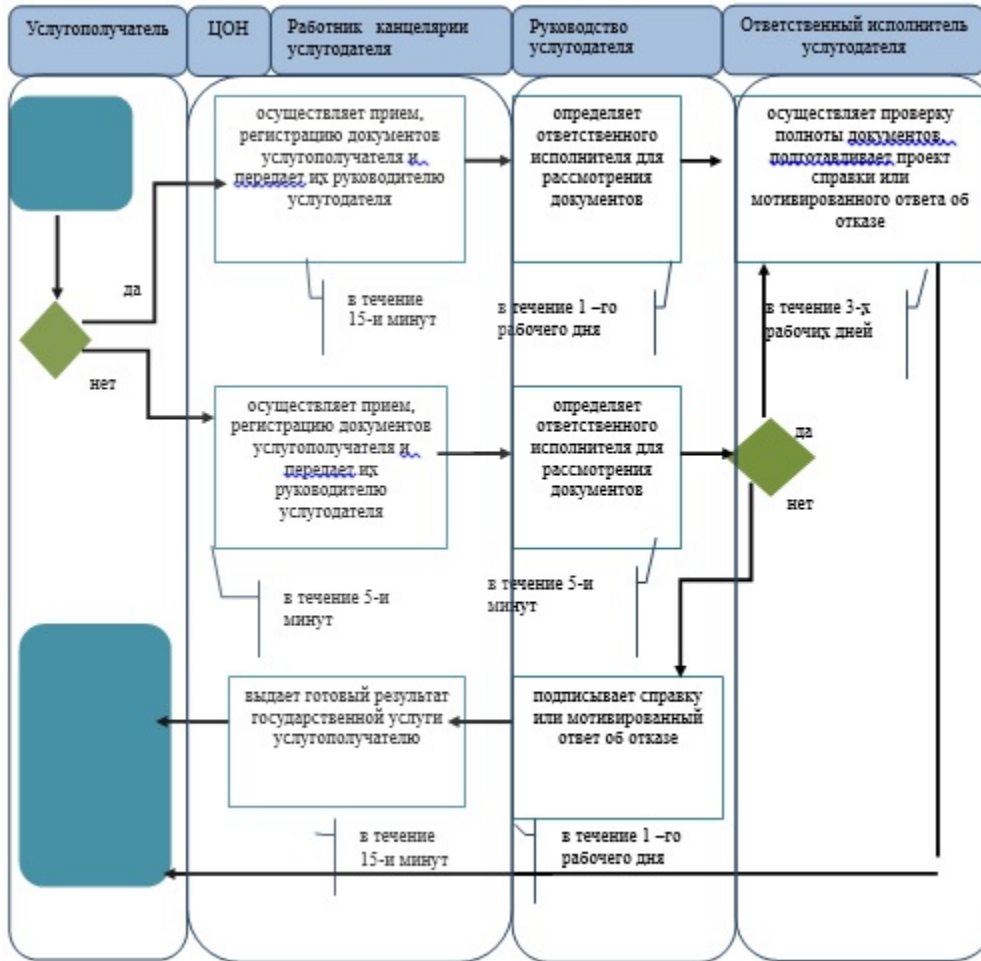 Услугополучатель
ЦОН
Работник канцелярии
услугодателя
Руководство
услугодателя
Ответственный исполнитель
услугодателя
осуществляет прием,
регистрацию документов
услугополучателя и
передает их руководителю
услугодателя
определяет
ответственного
исполнителя для
рассмотрения
документов
осуществляет проверку
полноты документов,
подготавливает проект
справки или
мотивированного ответа об
отказе
да
в течение
15-и минут
в течение 1 –го
рабочего дня
в течение 3-х
рабочих дней
нет
осуществляет прием,
регистрацию документов
услугополучателя и
передает их
руководителю
услугодателя
определяет
ответственного
исполнителя для
рассмотрения
документов
да
нет
в течение 5-и
минут
в течение 5-и
минут
выдает готовый результат
государственной услуги
услугополучателю
подписывает справку
или мотивированный
ответ об отказе
в течение
15-и минут
в течение 1 –го
рабочего дня